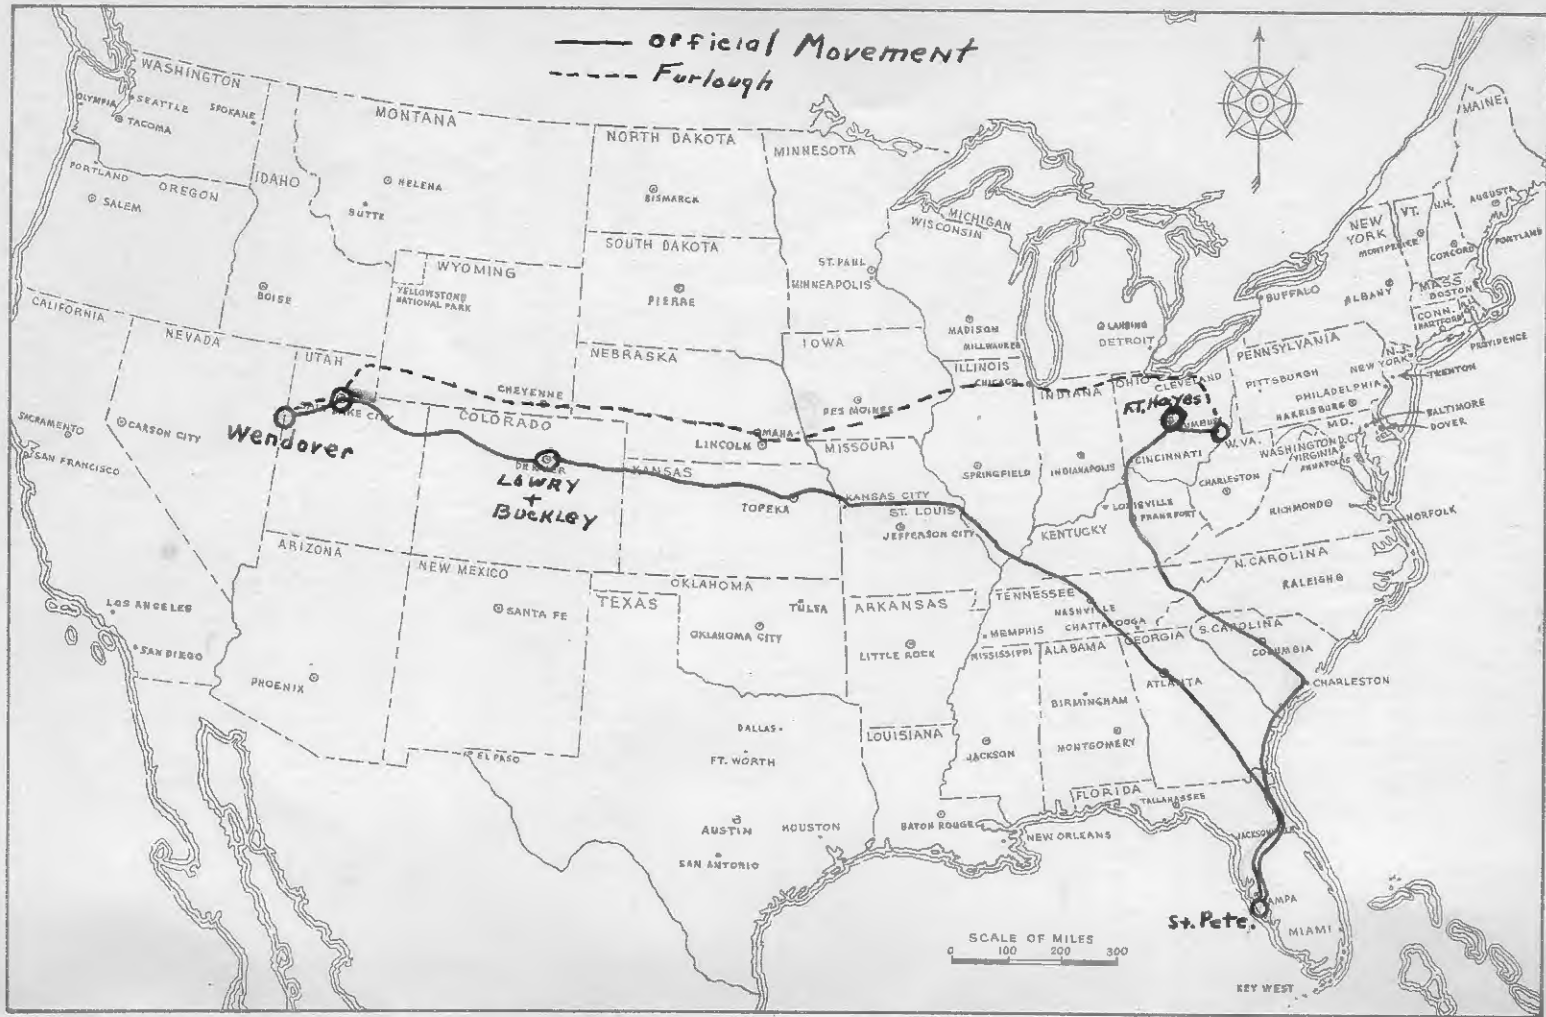 official Movement
Furlough
WASHINGTON
OLYMPIA
SEATTLE
SPOKANE
TACOMA
MONTANA
NORTH DAKOTA
MINNESOTA
MAINE
PORTLAND
OREGON
IDAHO
HELENA
BISMARCK
SALEM
BUTTE
MICHIGAN
WISCONSIN
NEW
YORK
VT.
N.H.
AUGUSTA
MONTPELIER
CONCORD
PORTLAND
SOUTH DAKOTA
WYOMING
YELLOWSTONE
NATIONAL PARK
ST. PAUL
MINNEAPOLIS
BOISE
PIERRE
BUFFALO
ALBANY
MASS.
BOSTON
CONN.
HARTFORD
R.I.
PROVIDENCE
CALIFORNIA
NEVADA
UTAH
NEBRASKA
IOWA
MADISON
MILLWAUKEE
LANSING
DETROIT
ILLINOIS
CHICAGO
INDIANA
OHIO
CLEVELAND
PENNSYLVANIA
N.J.
NEW YORK
TRENTON
PITTSBURGH
PHILADELPHIA
HARRISBURG
BALTIMORE
DOVER
CHEYENNE
COLORADO
DES MOINES
Ft. Hayes
LAKE CITY
SACRAMENTO
CARSON CITY
SAN FRANCISCO
Wendover
OMAHA
LINCOLN
MISSOURI
W.VA.
MD.
WASHINGTON D.C.
VIRGINIA
ANNAPOLIS
DENVER
LOWRY
+
BUCKLEY
KANSAS
TOPEKA
KANSAS CITY
ST. LOUIS
JEFFERSON CITY
SPRINGFIELD
INDIANAPOLIS
CINCINNATI
CHARLESTON
LOUISVILLE
FRANKFORT
RICHMOND
NORFOLK
KENTUCKY
ARIZONA
NEW MEXICO
OKLAHOMA
TEXAS
TULSA
ARKANSAS
TENNESSEE
NASHVILLE
N. CAROLINA
RALEIGH
LOS ANGELES
SANTA FE
OKLAHOMA CITY
LITTLE ROCK
MEMPHIS
CHATTANOOGA
MISSISSIPPI
ALABAMA
GEORGIA
S. CAROLINA
COLUMBIA
SAN DIEGO
PHOENIX
ATLANTA
CHARLESTON
BIRMINGHAM
DALLAS
LOUISIANA
JACKSON
MONTGOMERY
EL PASO
FT. WORTH
FLORIDA
TALLAHASSEE
AUSTIN
HOUSTON
BATON ROUGE
NEW ORLEANS
JACKSONVILLE
SAN ANTONIO
TAMPA
St. Pete.
MIAMI
SCALE OF MILES
0 100 200 300
KEY WEST